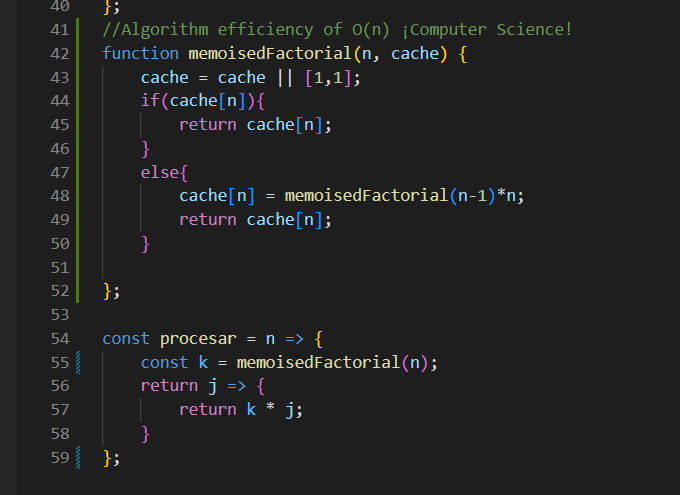 40 };
41 //Algorithm efficiency of O(n) ¡Computer Science!
42 function memoisedFactorial(n, cache) {
43 cache = cache || [1,1];
44 if(cache[n]){
45 return cache[n];
46 }
47 else{
48 cache[n] = memoisedFactorial(n-1)*n;
49 return cache[n];
50 }
51
52 };
53
54 const procesar = n => {
55 const k = memoisedFactorial(n);
56 return j => {
57 return k * j;
58 }
59 };